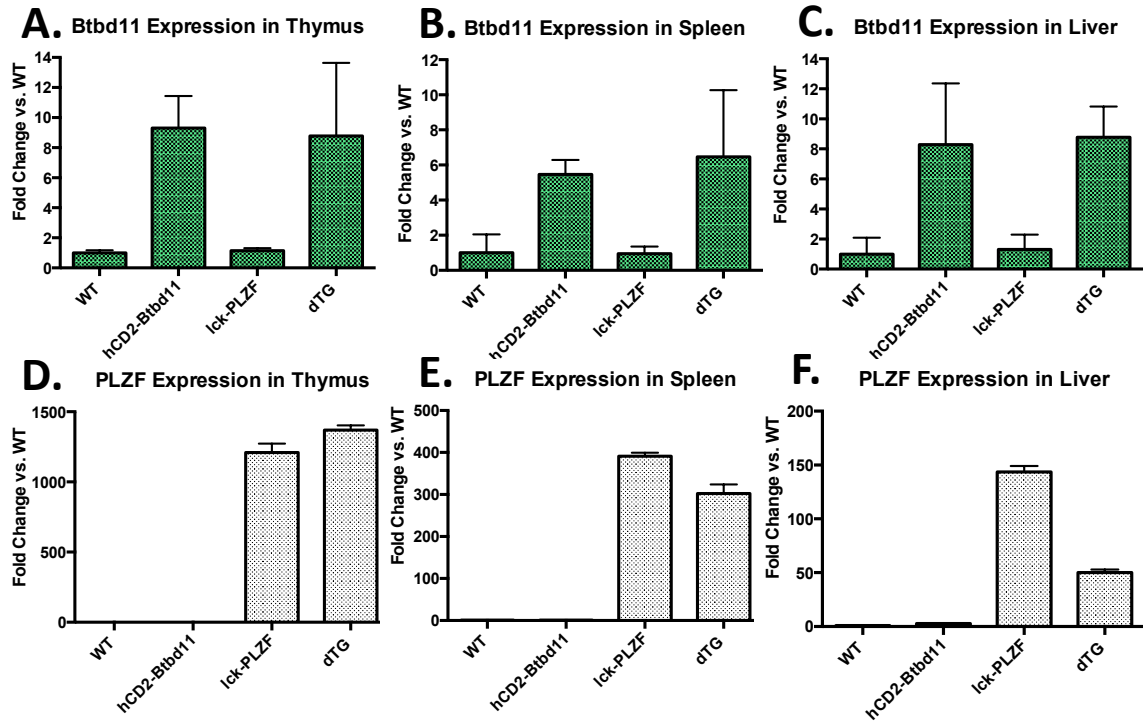 A. Btbd11 Expression in Thymus
Fold Change vs. WT
14
12
10
8
6
4
2
0
WT
hCD2-Btbd11
lck-PLZF
dTG
B. Btbd11 Expression in Spleen
Fold Change vs. WT
12
10
8
6
4
2
0
WT
hCD2-Btbd11
lck-PLZF
dTG
C. Btbd11 Expression in Liver
Fold Change vs. WT
14
12
10
8
6
4
2
0
WT
hCD2-Btbd11
lck-PLZF
dTG
D. PLZF Expression in Thymus
Fold Change vs. WT
1500
1000
500
0
WT
hCD2-Btbd11
lck-PLZF
dTG
E. PLZF Expression in Spleen
Fold Change vs. WT
500
400
300
200
100
0
WT
hCD2-Btbd11
lck-PLZF
dTG
F. PLZF Expression in Liver
Fold Change vs. WT
200
150
100
50
0
WT
hCD2-Btbd11
lck-PLZF
dTG